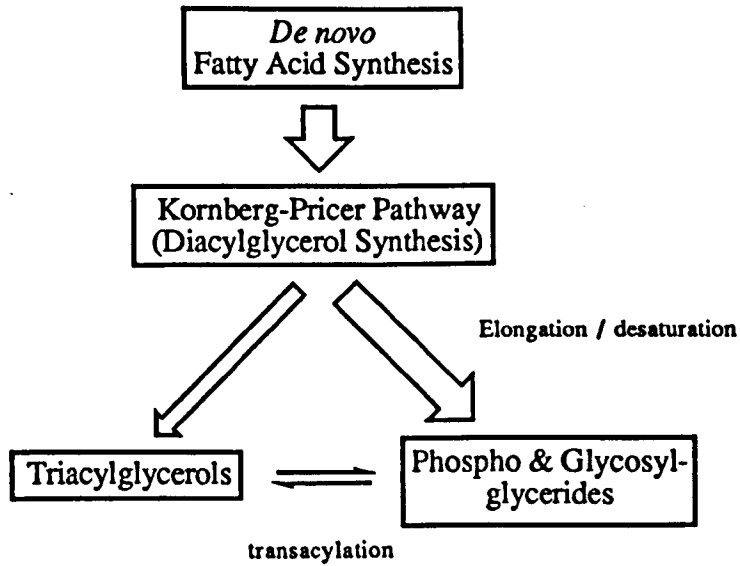 De novo
Fatty Acid Synthesis
Kornberg-Pricer Pathway
(Diacylglycerol Synthesis)
Elongation / desaturation
Triacylglycerols
Phospho & Glycosyl-
glycerides
transacylation